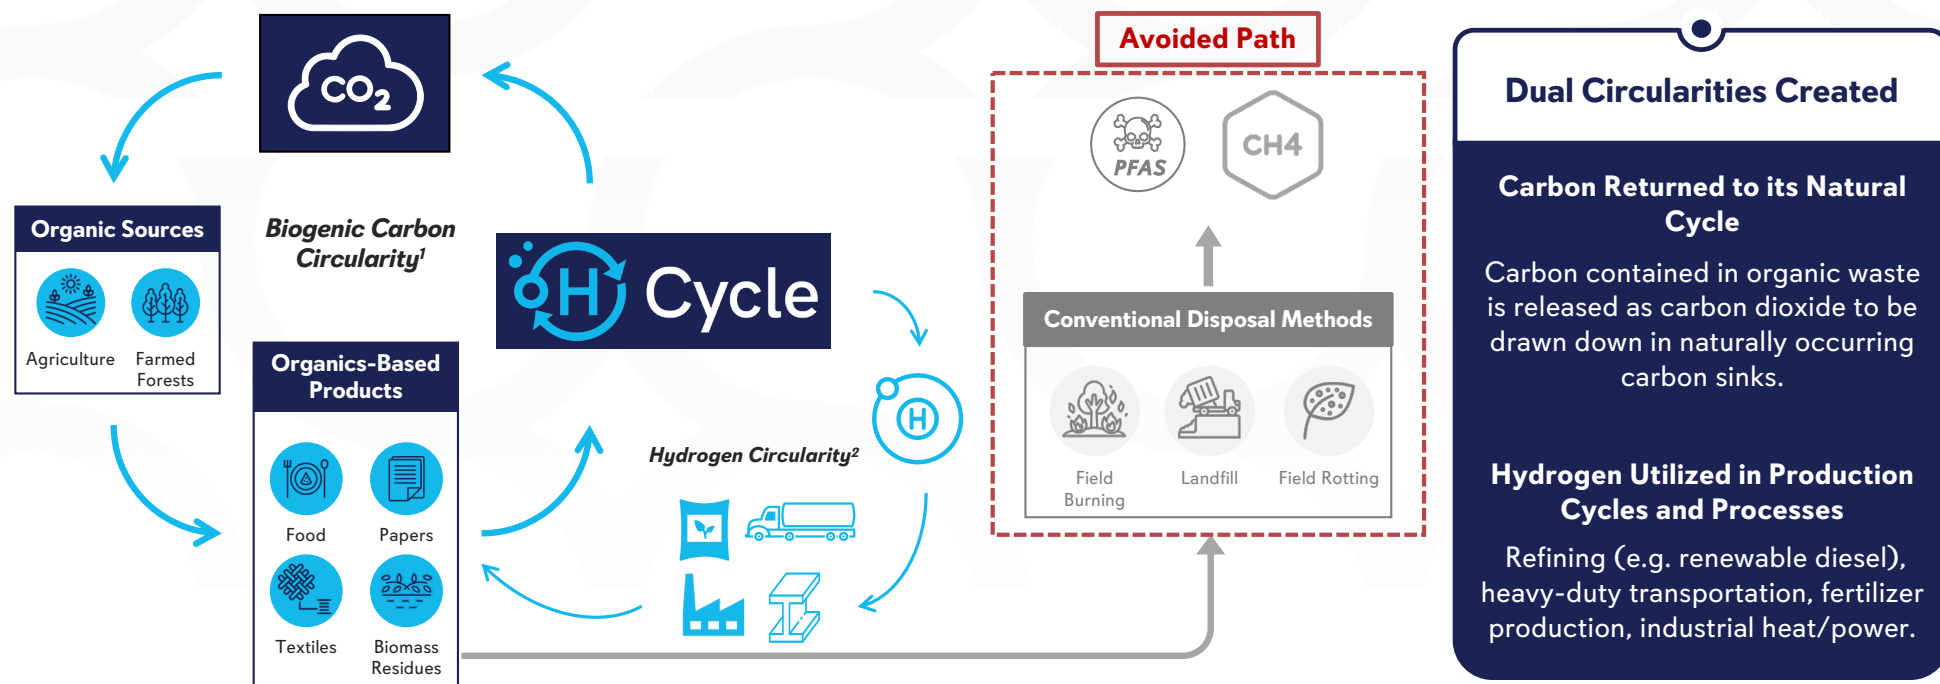 CO2
Organic Sources
Agriculture
Farmed
Forests
Biogenic Carbon
Circularity1
H Cycle
Organics-Based
Products
Food
Papers
Textiles
Biomass
Residues
H
Hydrogen Circularity2
Avoided Path
PFAS
CH4
Conventional Disposal Methods
Field
Burning
Landfill
Field Rotting
Dual Circularities Created
Carbon Returned to its Natural
Cycle
Carbon contained in organic waste
is released as carbon dioxide to be
drawn down in naturally occurring
carbon sinks.
Hydrogen Utilized in Production
Cycles and Processes
Refining (e.g. renewable diesel),
heavy-duty transportation, fertilizer
production, industrial heat/power.